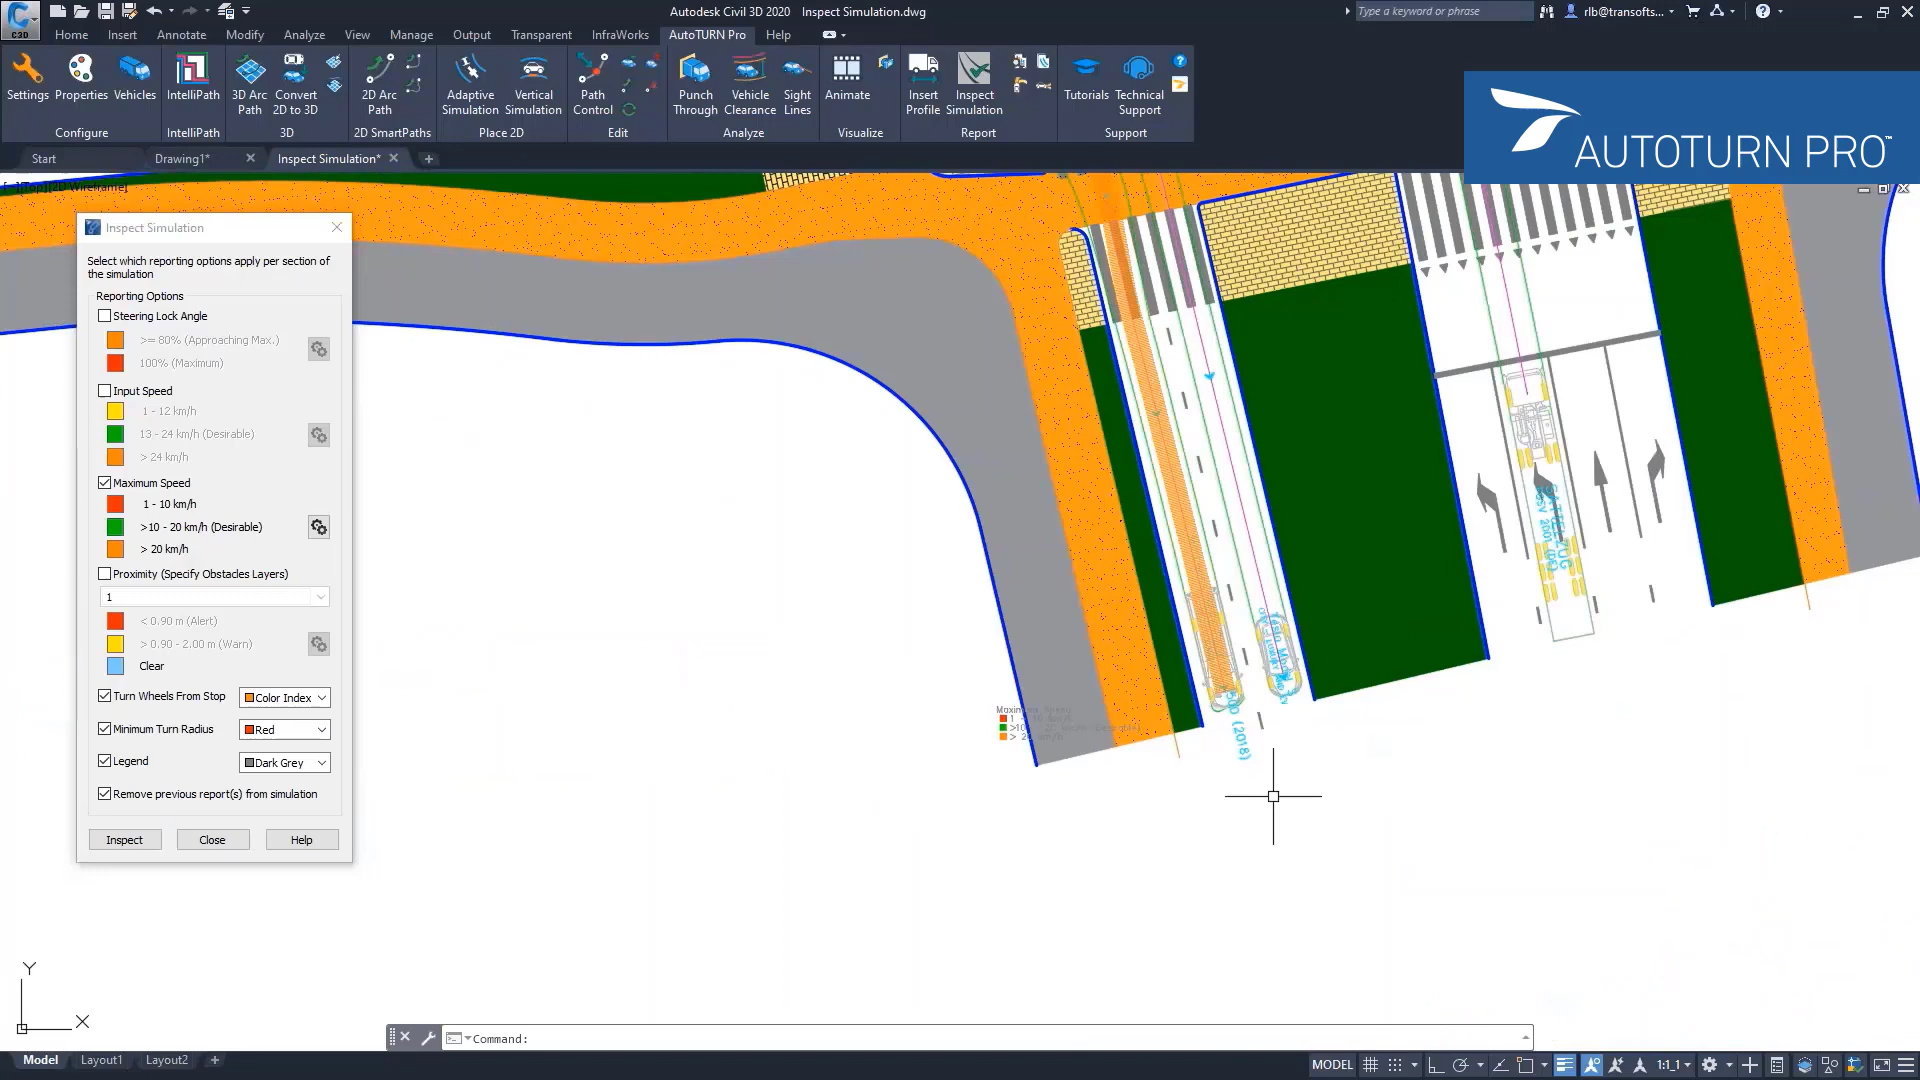 C3D
Autodesk Civil 3D 2020 Inspect Simulation.dwg
Type a keyword or phrase
rlb@transofts...
Home Insert Annotate Modify Analyze View Manage Output Transparent InfraWorks AutoTURN Pro Help
Settings Properties Vehicles IntelliPath 3D Arc Path Convert 2D to 3D 2D Arc Path Adaptive Simulation Vertical Simulation Path Control Punch Through Vehicle Clearance Sight Lines Animate Insert Profile Inspect Simulation Tutorials Technical Support
Configure IntelliPath 3D 2D SmartPaths Place 2D Edit Analyze Visualize Report Support
AUTOTURN PRO™
Start Drawing1* Inspect Simulation*
[-][Top][2D Wireframe]
Inspect Simulation
Select which reporting options apply per section of
the simulation
Reporting Options
Steering Lock Angle
>= 80% (Approaching Max.)
100% (Maximum)
Input Speed
1 - 12 km/h
13 - 24 km/h (Desirable)
> 24 km/h
Maximum Speed
1 - 10 km/h
>10 - 20 km/h (Desirable)
> 20 km/h
Proximity (Specify Obstacles Layers)
1
< 0.90 m (Alert)
> 0.90 - 2.00 m (Warn)
Clear
Turn Wheels From Stop Color Index
Minimum Turn Radius Red
Legend Dark Grey
Remove previous report(s) from simulation
Inspect Close Help
SATTELZUG
(2018)
Y
X
Command:
Model Layout1 Layout2 +
MODEL
1:1_1